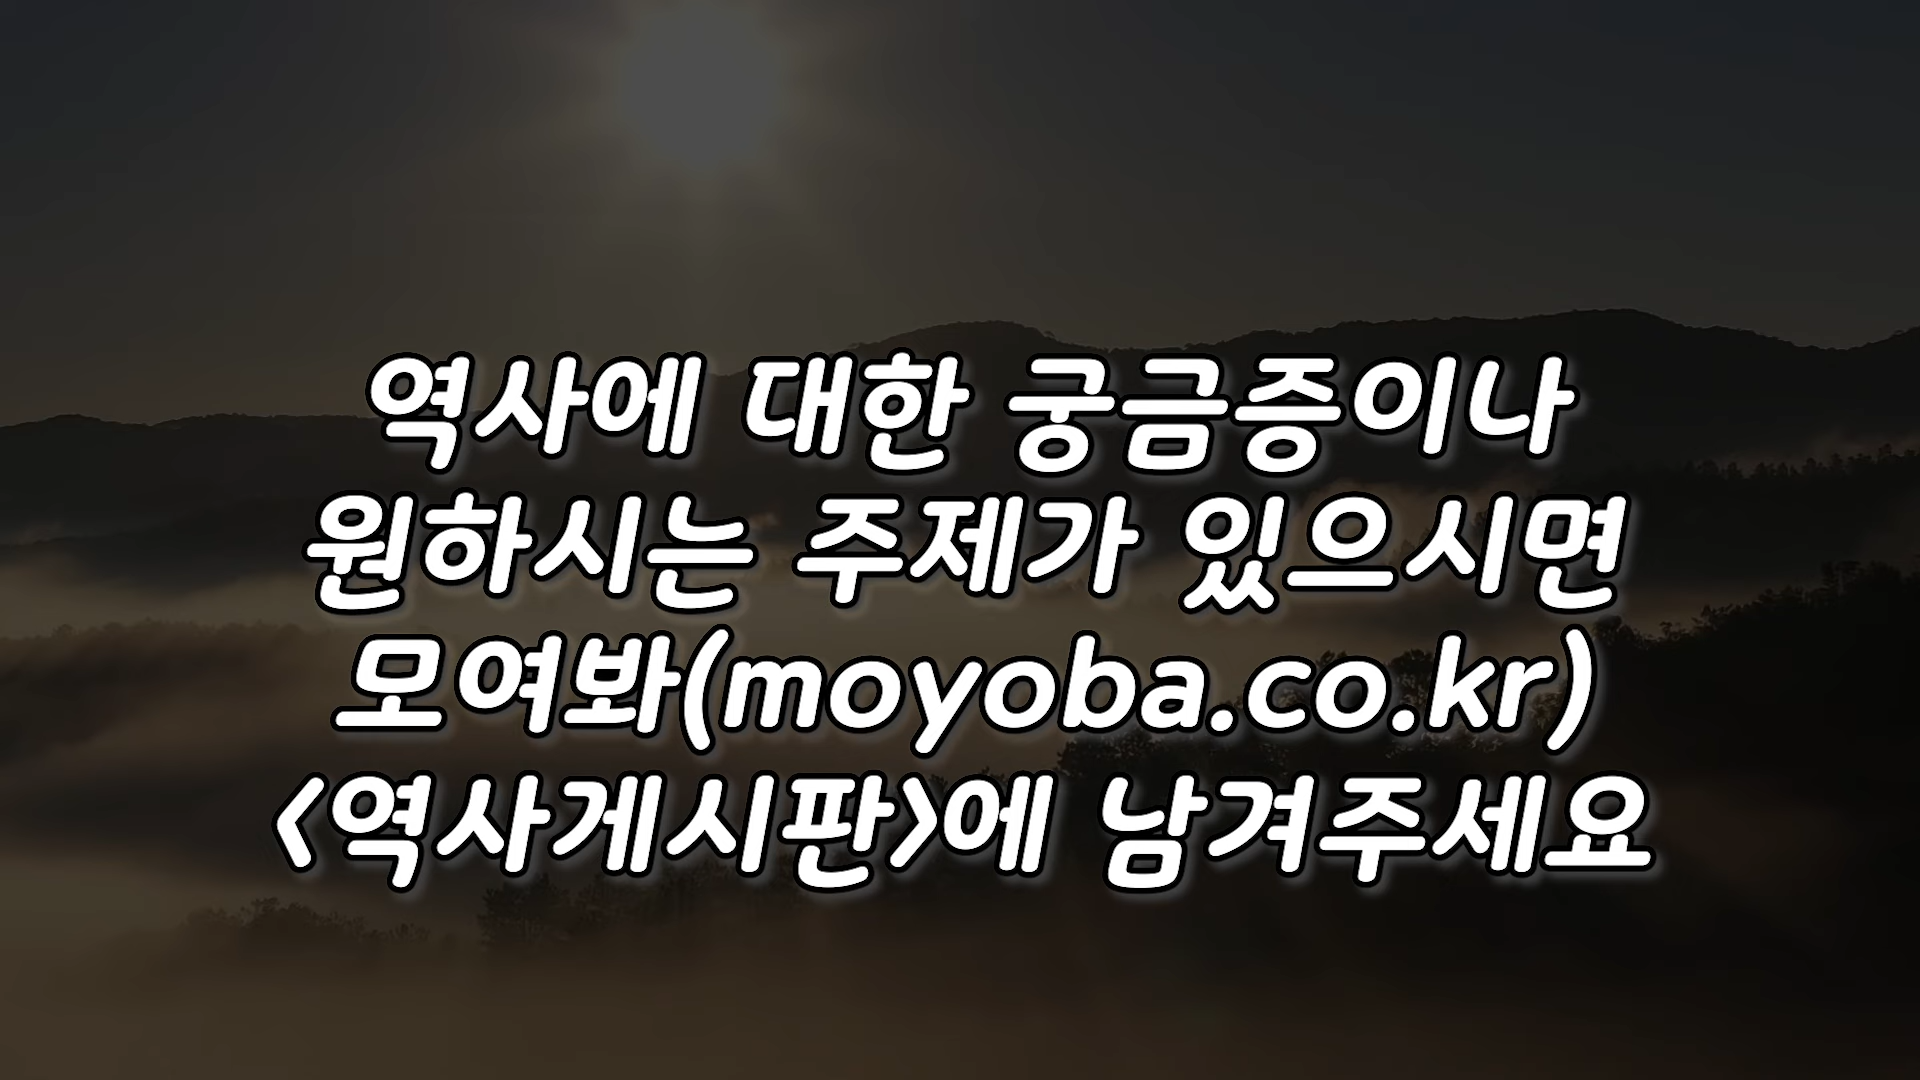 역사에 대한 궁금증이나
원하시는 주제가 있으시면
모여봐(moyoba.co.kr)
<역사게시판>에 남겨주세요